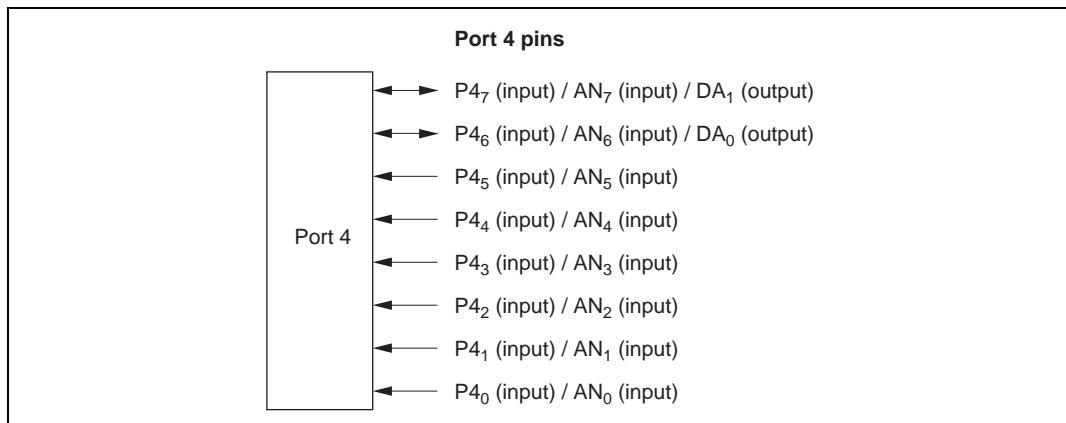 Port 4 pins
P4₇ (input) / AN₇ (input) / DA₁ (output)
P4₆ (input) / AN₆ (input) / DA₀ (output)
P4₅ (input) / AN₅ (input)
P4₄ (input) / AN₄ (input)
Port 4
P4₃ (input) / AN₃ (input)
P4₂ (input) / AN₂ (input)
P4₁ (input) / AN₁ (input)
P4₀ (input) / AN₀ (input)